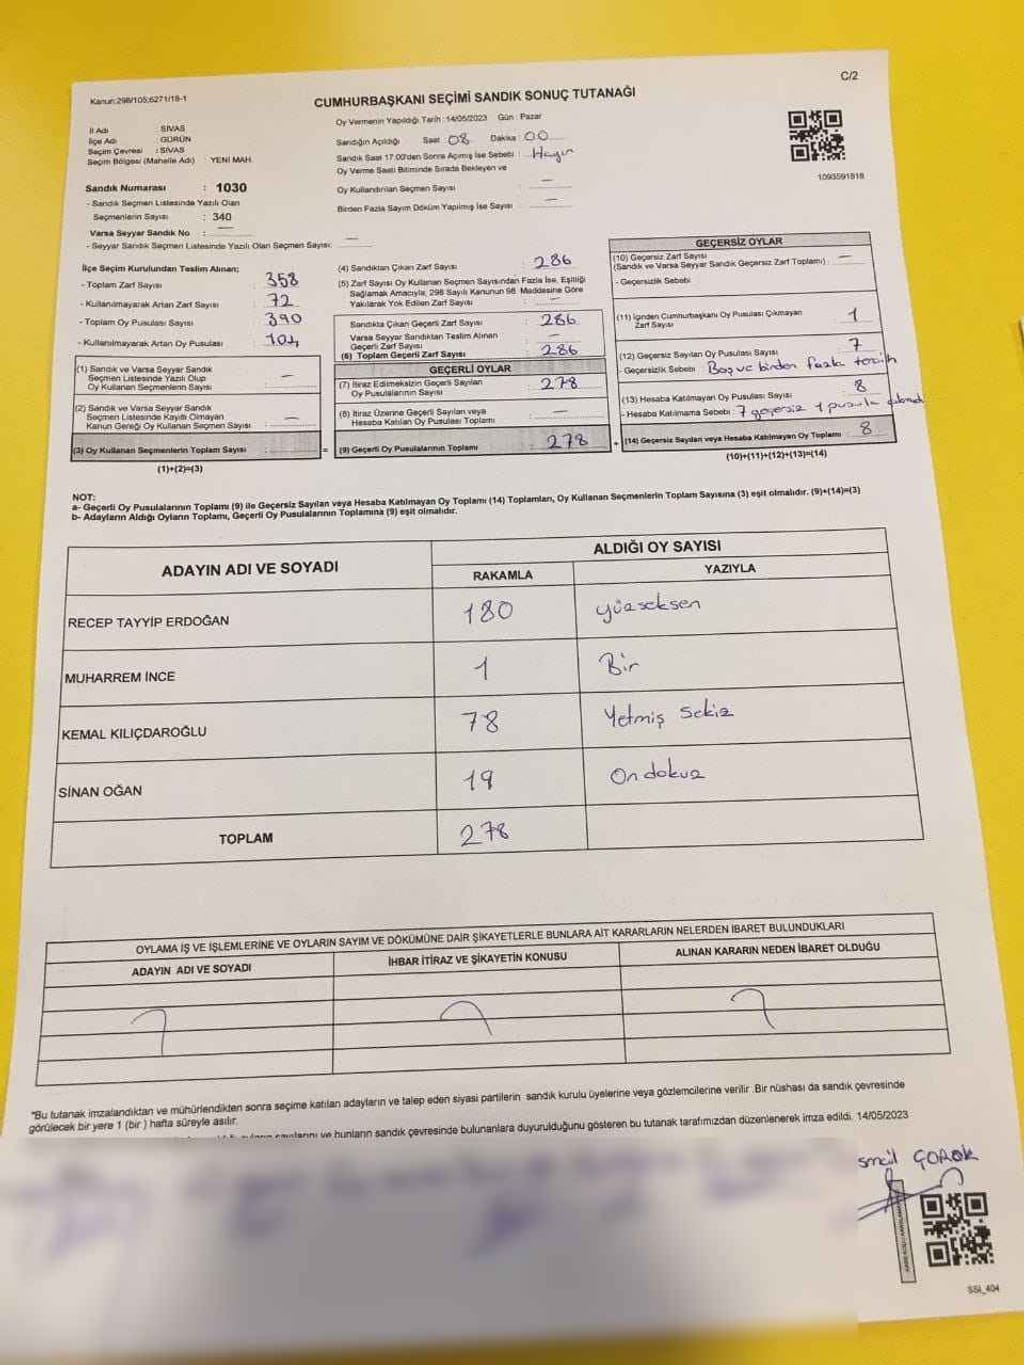 C/2
Kanun:298/105;6271/18-1
CUMHURBAŞKANI SEÇİMİ SANDIK SONUÇ TUTANAĞI
İl Adı : SİVAS
İlçe Adı : GÜRÜN
Seçim Çevresi : SİVAS
Seçim Bölgesi (Mahelle Adı) : YENİ MAH.
Sandık Numarası : 1030
- Sandık Seçmen Listesinde Yazılı Olan
Seçmenlerin Sayısı : 340
Varsa Seyyar Sandık No : —
- Seyyar Sandık Seçmen Listesinde Yazılı Olan Seçmen Sayısı: —
Oy Vermenin Yapıldığı Tarih : 14/05/2023 Gün : Pazar
Sandığın Açıldığı Saat : 08 Dakika : 00
Sandık Saat 17.00'den Sonra Açılmış İse Sebebi : Hayır
Oy Verme Saati Bitiminde Sırada Bekleyen ve
Oy Kullandırılan Seçmen Sayısı : —
Birden Fazla Sayım Döküm Yapılmış İse Sayısı : —
1093591818
İlçe Seçim Kurulundan Teslim Alınan;
- Toplam Zarf Sayısı : 358
- Kullanılmayarak Artan Zarf Sayısı : 72
- Toplam Oy Pusulası Sayısı : 390
- Kullanılmayarak Artan Oy Pusulası : 104
(1) Sandık ve Varsa Seyyar Sandık
Seçmen Listesinde Yazılı Olup
Oy Kullanan Seçmenlerin Sayısı : —
(2) Sandık ve Varsa Seyyar Sandık
Seçmen Listesinde Kayıtlı Olmayan
Kanun Gereği Oy Kullanan Seçmen Sayısı : —
(3) Oy Kullanan Seçmenlerin Toplam Sayısı :
(1)+(2)=(3)
(4) Sandıktan Çıkan Zarf Sayısı : 286
(5) Zarf Sayısı Oy Kullanan Seçmen Sayısından Fazla İse, Eşitliği
Sağlamak Amacıyla, 298 Sayılı Kanunun 98. Maddesine Göre
Yakılarak Yok Edilen Zarf Sayısı : —
Sandıkta Çıkan Geçerli Zarf Sayısı : 286
Varsa Seyyar Sandıktan Teslim Alınan
Geçerli Zarf Sayısı : —
(6) Toplam Geçerli Zarf Sayısı : 286
GEÇERLİ OYLAR
(7) İtiraz Edilmeksizin Geçerli Sayılan
Oy Pusulasının Sayısı : 278
(8) İtiraz Üzerine Geçerli Sayılan veya
Hesaba Katılan Oy Pusulası Toplamı : —
= (9) Geçerli Oy Pusulalarının Toplamı : 278 +
GEÇERSİZ OYLAR
(10) Geçersiz Zarf Sayısı
(Sandık ve Varsa Seyyar Sandık Geçersiz Zarf Toplamı) : —
- Geçersizlik Sebebi :
(11) İçinden Cumhurbaşkanı Oy Pusulası Çıkmayan
Zarf Sayısı : 1
(12) Geçersiz Sayılan Oy Pusulası Sayısı : 7
- Geçersizlik Sebebi : Boş ve birden fazla tercih
(13) Hesaba Katılmayan Oy Pusulası Sayısı : 8
- Hesaba Katılmama Sebebi : 7 geçersiz 1 pusula
(14) Geçersiz Sayılan veya Hesaba Katılmayan Oy Toplamı : 8
(10)+(11)+(12)+(13)=(14)
NOT:
a- Geçerli Oy Pusulalarının Toplamı (9) ile Geçersiz Sayılan veya Hesaba Katılmayan Oy Toplamı (14) Toplamları, Oy Kullanan Seçmenlerin Toplam Sayısına (3) eşit olmalıdır. (9)+(14)=(3)
b- Adayların Aldığı Oyların Toplamı, Geçerli Oy Pusulalarının Toplamına (9) eşit olmalıdır.
ADAYIN ADI VE SOYADI
ALDIĞI OY SAYISI
RAKAMLA YAZIYLA
RECEP TAYYİP ERDOĞAN 180 yüzseksen
MUHARREM İNCE 1 Bir
KEMAL KILIÇDAROĞLU 78 Yetmiş sekiz
SİNAN OĞAN 19 On dokuz
TOPLAM 278
OYLAMA İŞ VE İŞLEMLERİNE VE OYLARIN SAYIM VE DÖKÜMÜNE DAİR ŞİKAYETLERLE BUNLARA AİT KARARLARIN NELERDEN İBARET BULUNDUKLARI
ADAYIN ADI VE SOYADI İHBAR İTİRAZ VE ŞİKAYETİN KONUSU ALINAN KARARIN NEDEN İBARET OLDUĞU
*Bu tutanak imzalandıktan ve mühürlendikten sonra seçime katılan adayların ve talep eden siyasi partilerin sandık kurulu üyelerine veya gözlemcilerine verilir .Bir nüshası da sandık çevresinde
görülecek bir yere 1 (bir ) hafta süreyle asılır.
ve bunların sandık çevresinde bulunanlara duyurulduğunu gösteren bu tutanak tarafımızdan düzenlenerek imza edildi. 14/05/2023
smail ÇORAK
SSİ_404